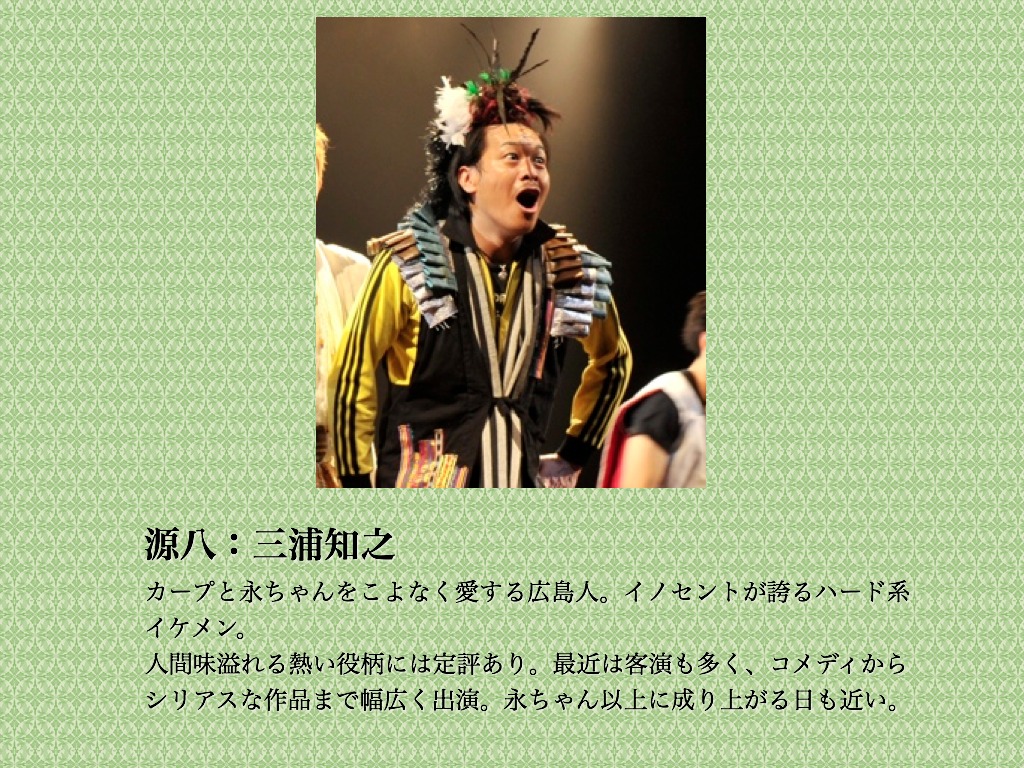 源八：三浦知之
カープと永ちゃんをこよなく愛する広島人。イノセントが誇るハード系
イケメン。
人間味溢れる熱い役柄には定評あり。最近は客演も多く、コメディから
シリアスな作品まで幅広く出演。永ちゃん以上に成り上がる日も近い。